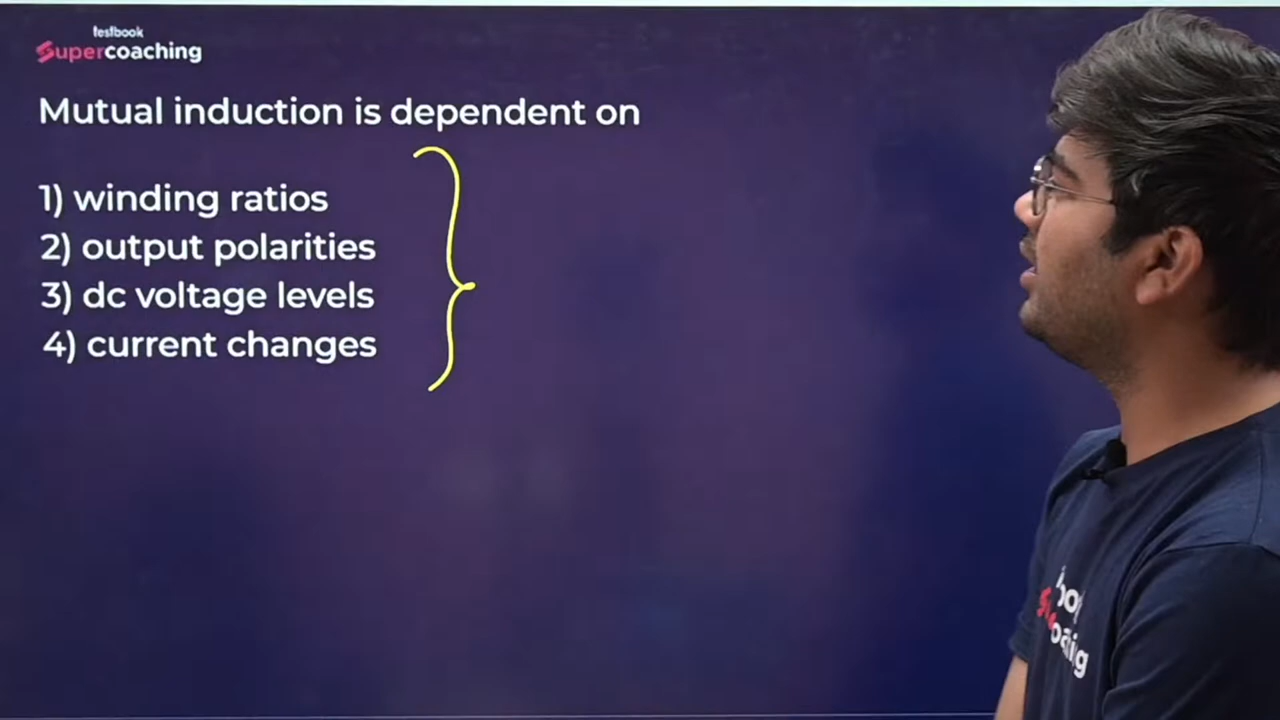 testbook
Supercoaching
Mutual induction is dependent on
1) winding ratios
2) output polarities
3) dc voltage levels
4) current changes